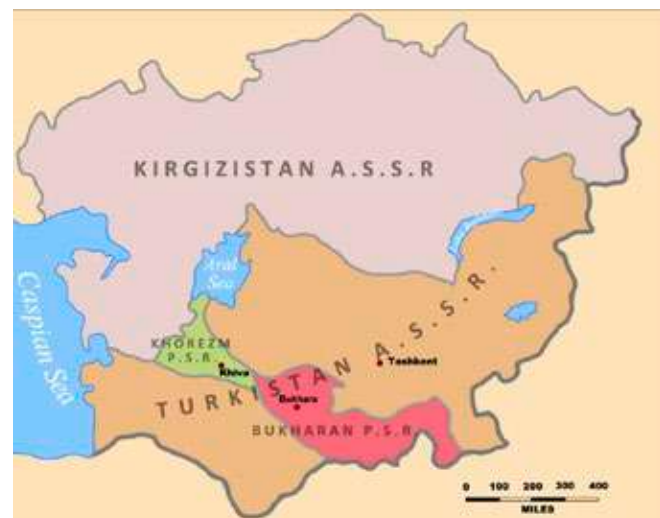 KIRGIZISTAN A.S.S.R
Aral
Sea
Caspian Sea
KHOREZM
P.S.R.
Khiva
TURKISTAN A.S.S.R.
Tashkent
Bukhara
BUKHARAN P.S.R
0 100 200 300 400
MILES